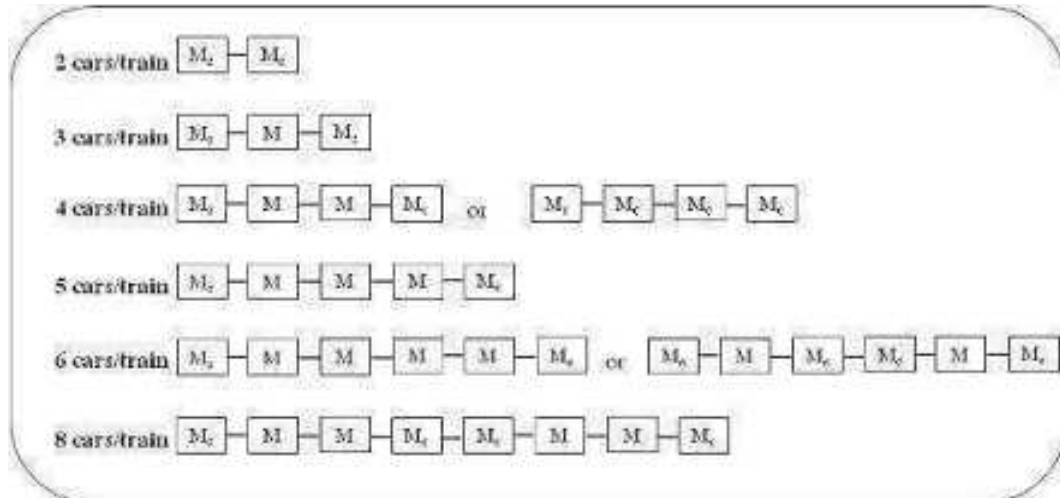 2 cars/train Mc M c
3 cars/train Mc M Mc
4 cars/train Mc M M Mc or Mc Mc Mc Mc
5 cars/train Mc M M M Mc
6 cars/train Mc M M M M Mc or Mc M Mc Mc M Mc
8 cars/train Mc M M Mc Mc M M Mc